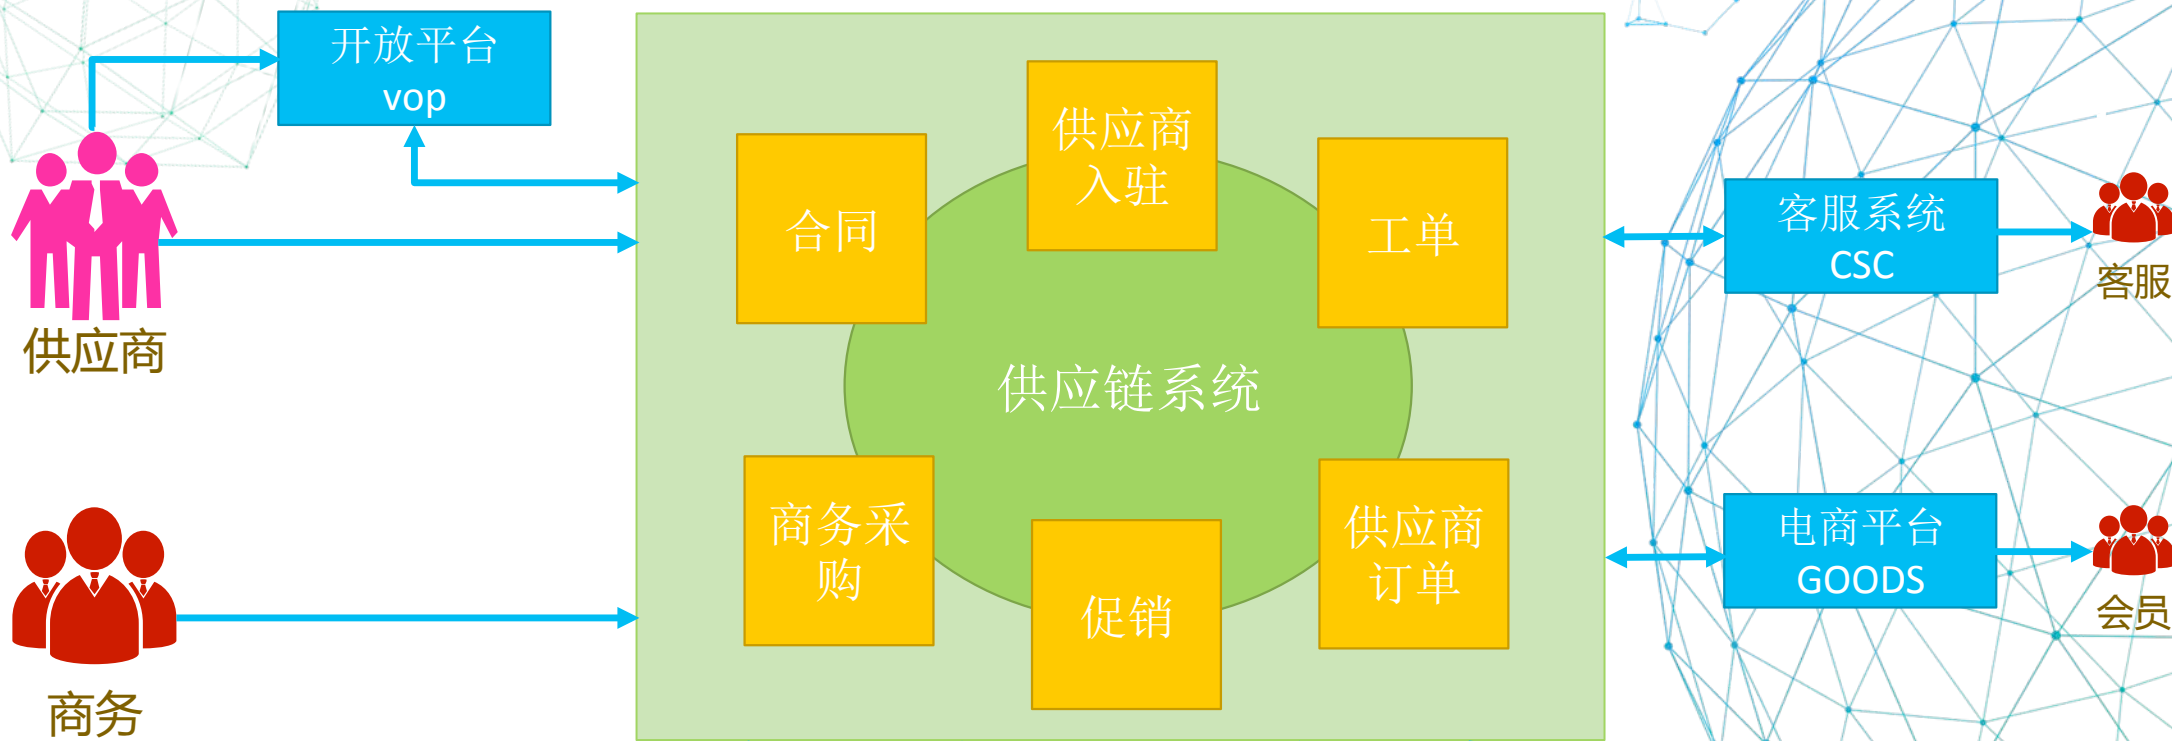 开放平台
vop
供应商
商务
供应商
入驻
合同
工单
供应链系统
商务采
购
促销
供应商
订单
客服系统
CSC
客服
电商平台
GOODS
会员